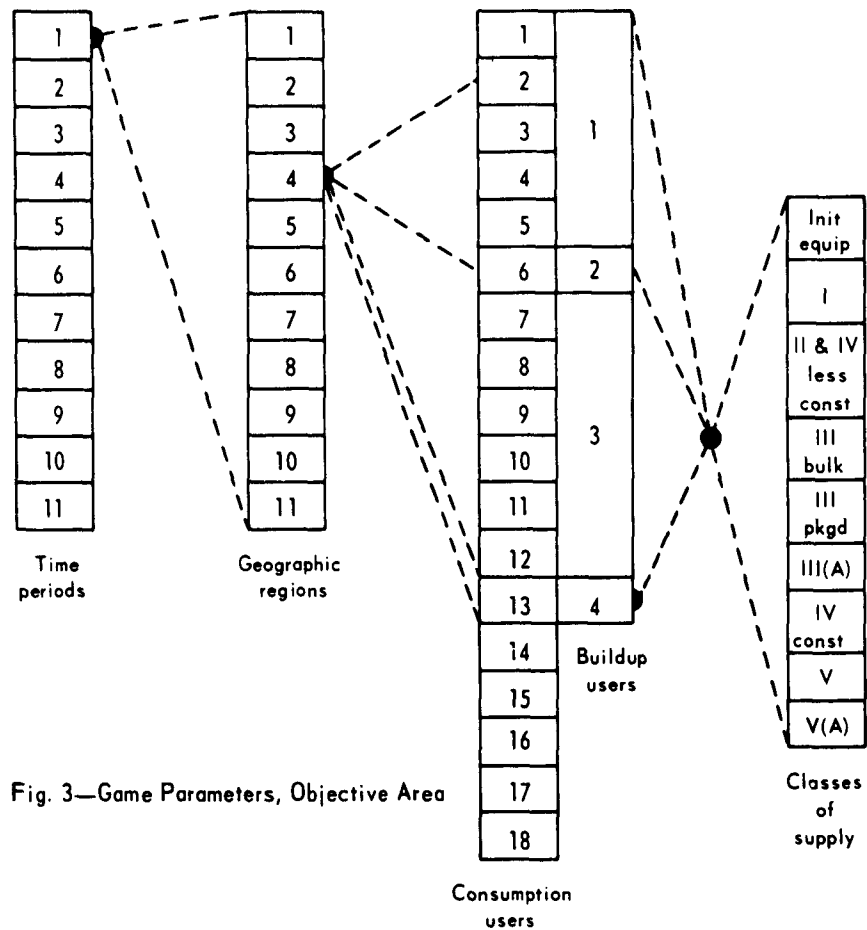 1
2
3
4
5
6
7
8
9
10
11
Time
periods
1
2
3
4
5
6
7
8
9
10
11
Geographic
regions
1
2
3
4
5
6
7
8
9
10
11
12
13
14
15
16
17
18
Consumption
users
1
2
3
4
Buildup
users
Init
equip
I
II & IV
less
const
III
bulk
III
pkgd
III(A)
IV
const
V
V(A)
Classes
of
supply
Fig. 3—Game Parameters, Objective Area